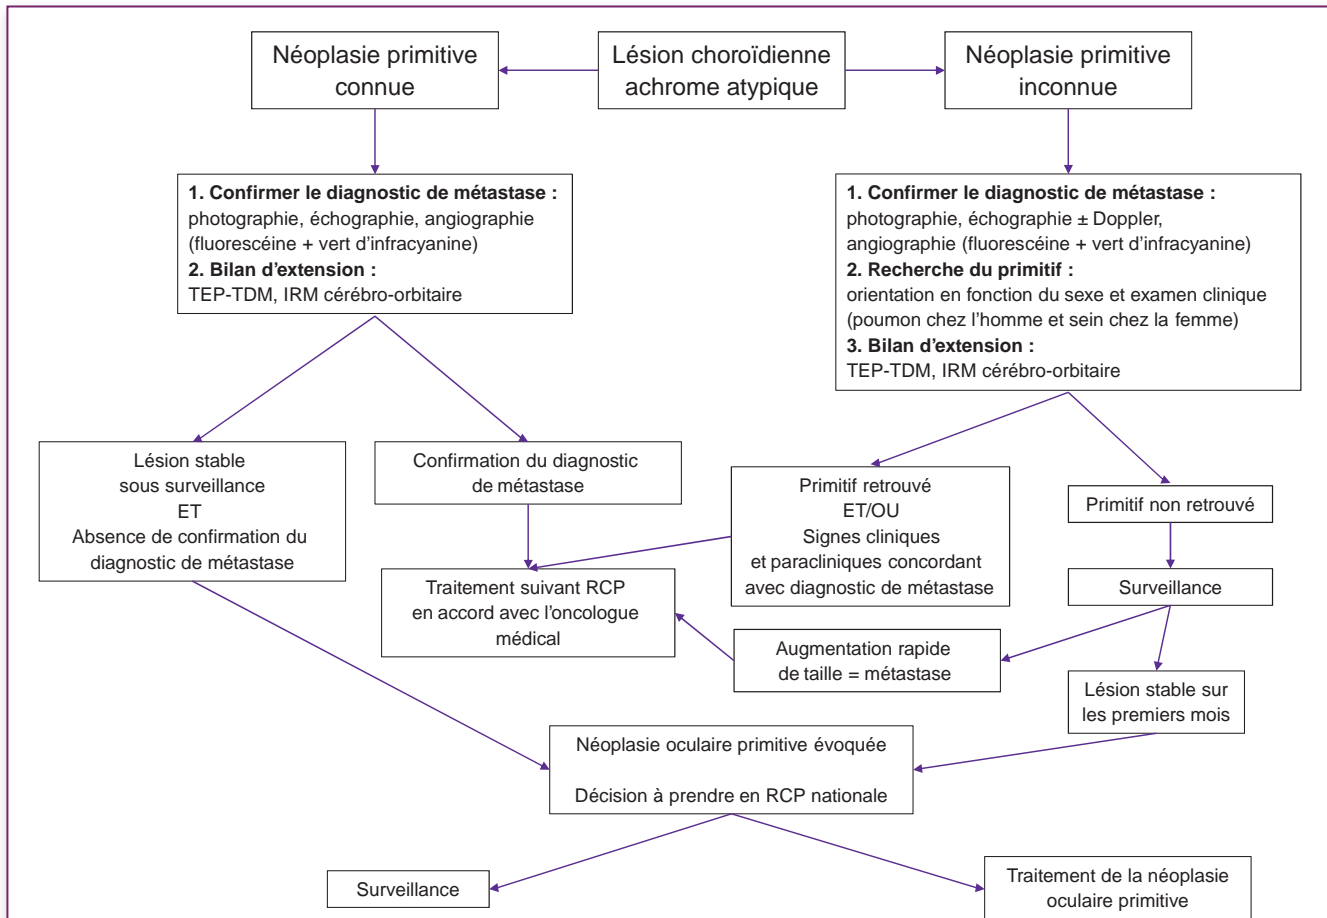 Néoplasie primitive
connue
Lésion choroïdienne
achrome atypique
Néoplasie primitive
inconnue
1. Confirmer le diagnostic de métastase :
photographie, échographie, angiographie
(fluorescéine + vert d'infracyanine)
2. Bilan d'extension :
TEP-TDM, IRM cérébro-orbitaire
1. Confirmer le diagnostic de métastase :
photographie, échographie ± Doppler,
angiographie (fluorescéine + vert d'infracyanine)
2. Recherche du primitif :
orientation en fonction du sexe et examen clinique
(poumon chez l'homme et sein chez la femme)
3. Bilan d'extension :
TEP-TDM, IRM cérébro-orbitaire
Lésion stable
sous surveillance
ET
Absence de confirmation du
diagnostic de métastase
Confirmation du diagnostic
de métastase
Primitif retrouvé
ET/OU
Signes cliniques
et paracliniques concordant
avec diagnostic de métastase
Primitif non retrouvé
Traitement suivant RCP
en accord avec l'oncologue
médical
Surveillance
Augmentation rapide
de taille = métastase
Lésion stable sur
les premiers mois
Néoplasie oculaire primitive évoquée
Décision à prendre en RCP nationale
Surveillance
Traitement de la néoplasie
oculaire primitive